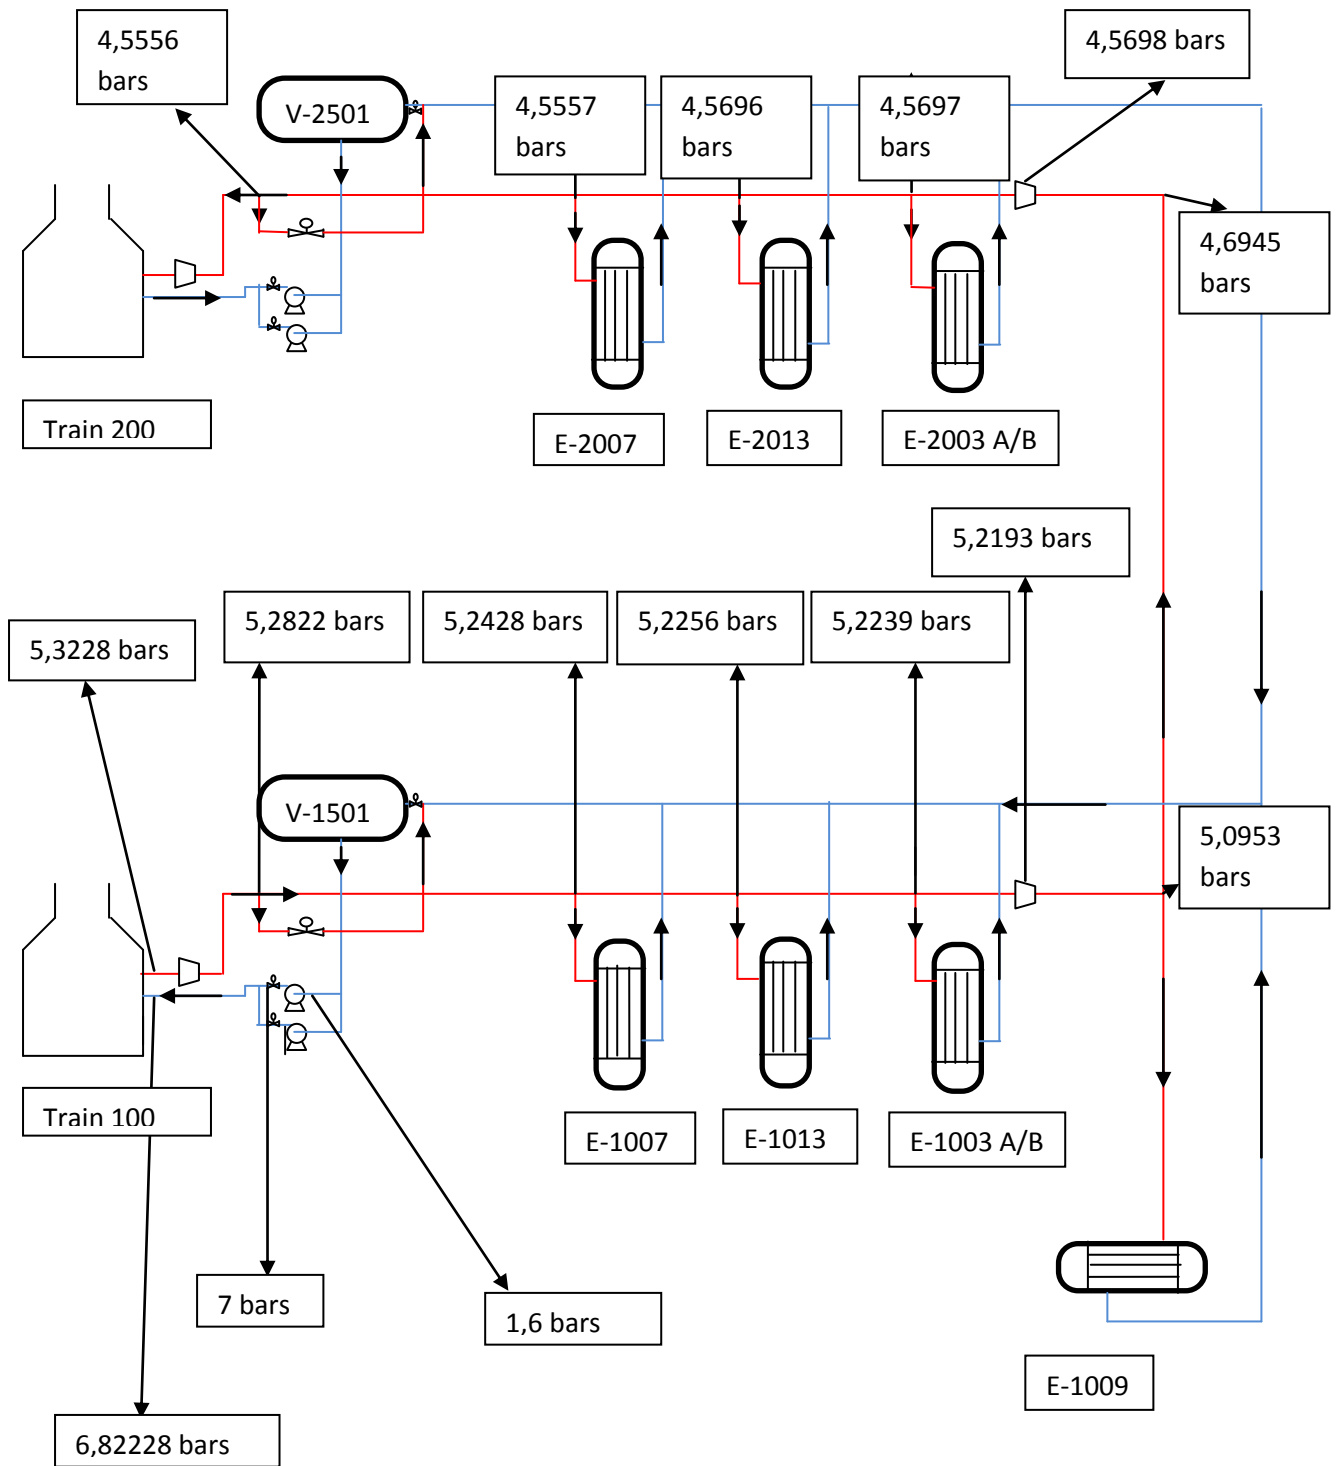 4,5556
bars
4,5698 bars
V-2501
4,5557
bars
4,5696
bars
4,5697
bars
4,6945
bars
Train 200
E-2007
E-2013
E-2003 A/B
5,2193 bars
5,3228 bars
5,2822 bars
5,2428 bars
5,2256 bars
5,2239 bars
V-1501
5,0953
bars
Train 100
E-1007
E-1013
E-1003 A/B
7 bars
1,6 bars
E-1009
6,82228 bars